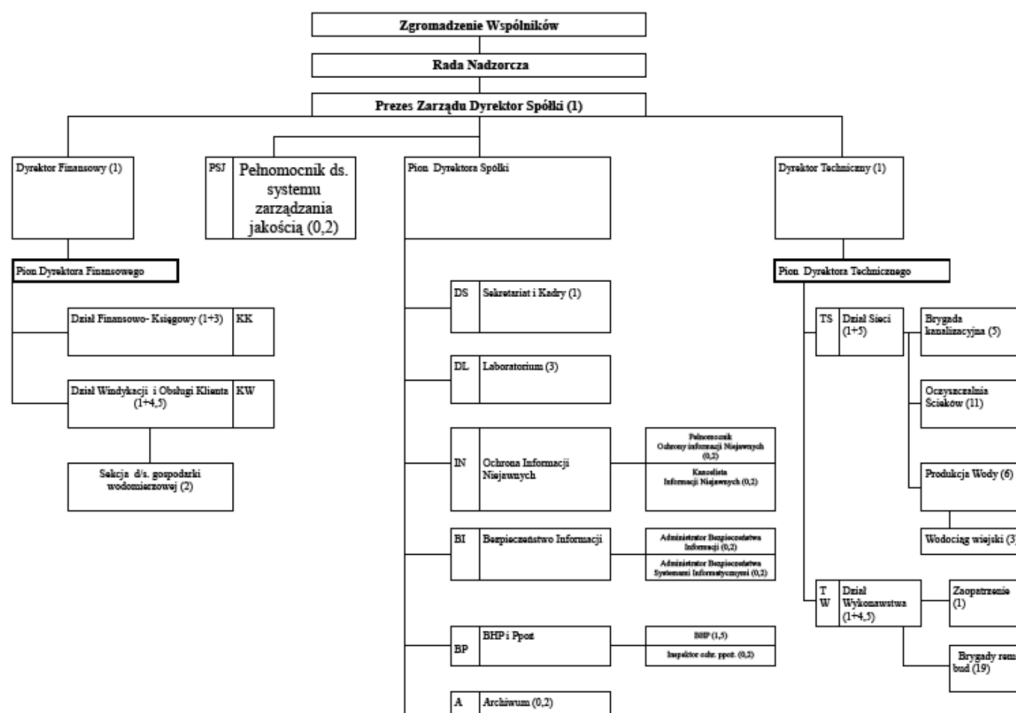 Zgromadzenie Wspólników
Rada Nadzorcza
Prezes Zarządu Dyrektor Spółki (1)
Dyrektor Finansowy (1)
PSJ
Pełnomocnik ds.
systemu
zarządzania
jakością (0,2)
Pion Dyrektora Spółki
Dyrektor Techniczny (1)
Pion Dyrektora Finansowego
Pion Dyrektora Technicznego
Dział Finansowo- Księgowy (1+3)
KK
Dział Windykacji i Obsługi Klienta
(1+4,5)
KW
Sekcja d/s. gospodarki
wodomierzowej (2)
DS
Sekretariat i Kadry (1)
DL
Laboratorium (3)
IN
Ochrona Informacji
Niejawnych
Pełnomocnik
Ochrony informacji Niejawnych
(0,2)
Kancelista
Informacji Niejawnych (0,2)
BI
Bezpieczeństwo Informacji
Administrator Bezpieczeństwa
Informacji (0,2)
Administrator Bezpieczeństwa
Systemami Informatycznymi (0,2)
BP
BHP i Ppoż
BHP (1,5)
Inspektor ochr. ppoż. (0,2)
A
Archiwum (0,2)
TS
Dział Sieci
(1+5)
Brygada
kanalizacyjna (5)
Oczyszczalnia
Ścieków (11)
Produkcja Wody (6)
Wodociąg wiejski (3)
T
W
Dział
Wykonawstwa
(1+4,5)
Zaopatrzenie
(1)
Brygady rem
bud (19)